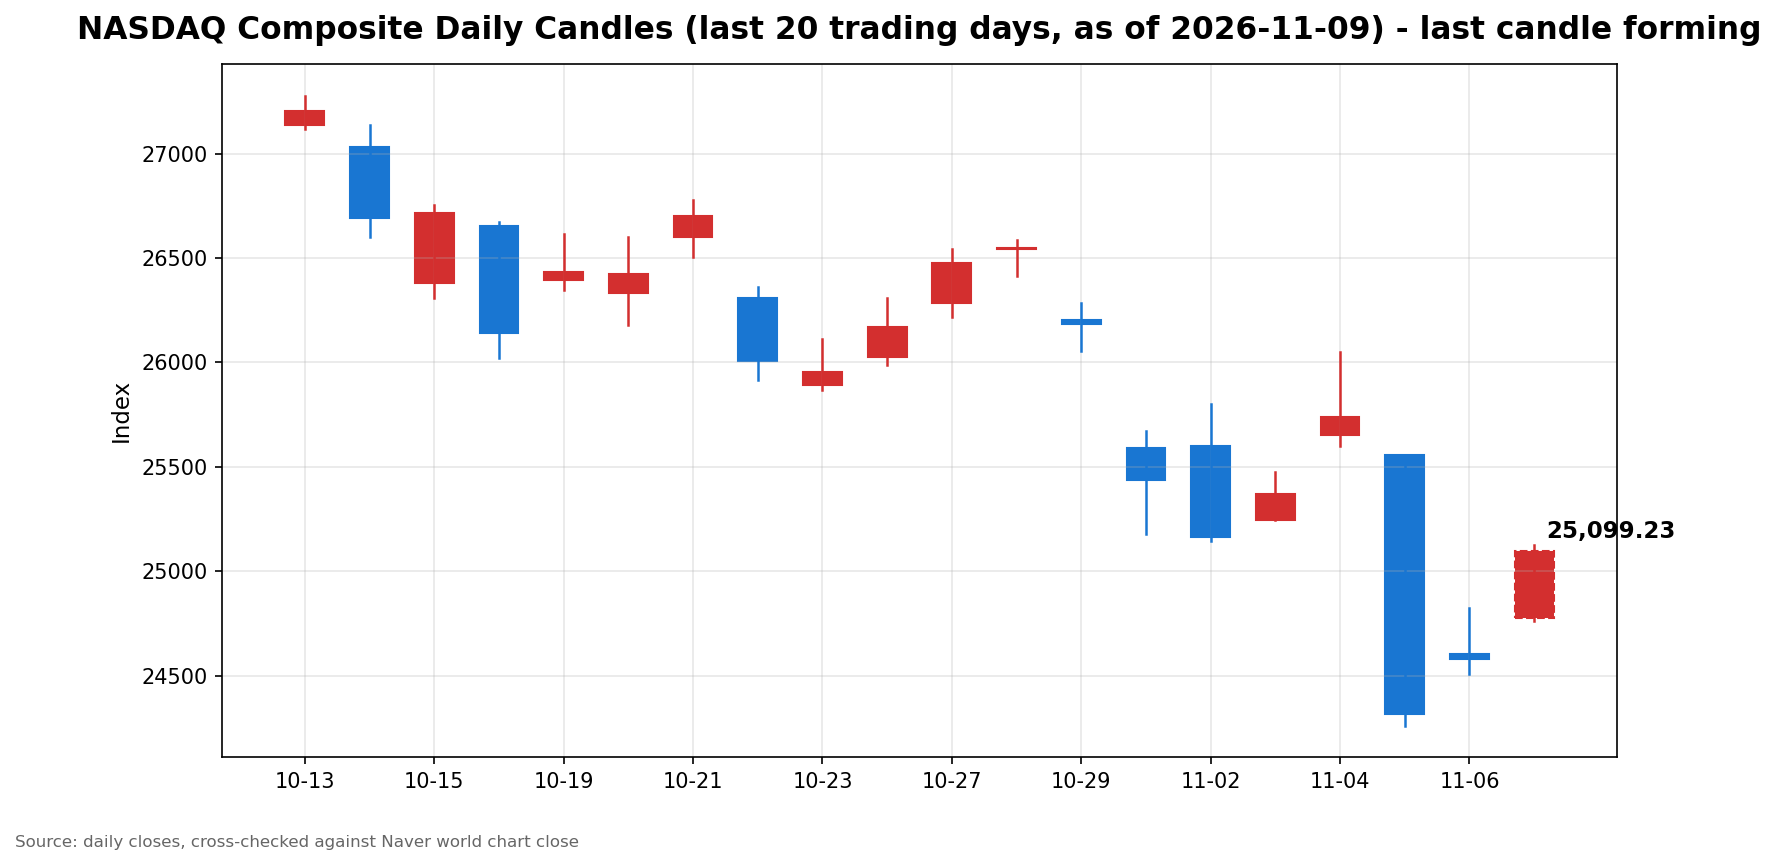 NASDAQ Composite Daily Candles (last 20 trading days, as of 2026-11-09) - last candle forming
Index
27000
26500
26000
25500
25000
24500
25,099.23
10-13 10-15 10-19 10-21 10-23 10-27 10-29 11-02 11-04 11-06
Source: daily closes, cross-checked against Naver world chart close